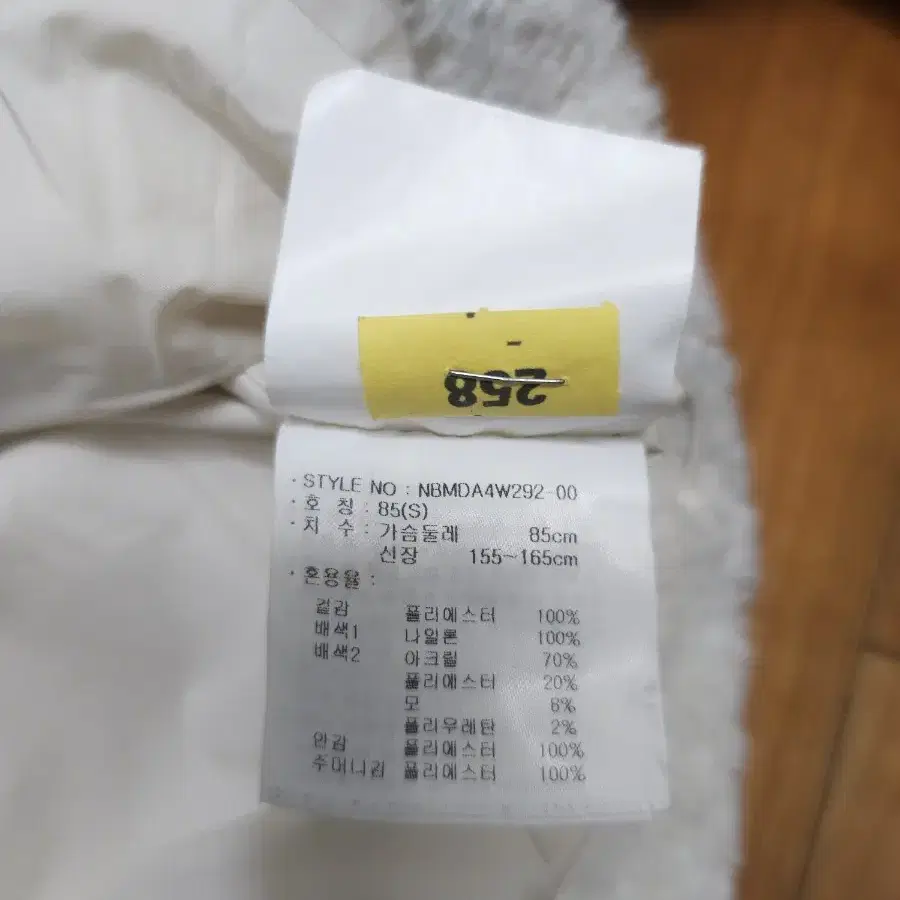 258
· STYLE NO : NBMDA4W292-00
· 호 칭 : 85(S)
· 치 수 : 가슴둘레 85cm
신장 155~165cm
· 혼용율 :
겉감 폴리에스터 100%
배색1 나일론 100%
배색2 아크릴 70%
폴리에스터 20%
모 8%
폴리우레탄 2%
안감 폴리에스터 100%
주머니감 폴리에스터 100%